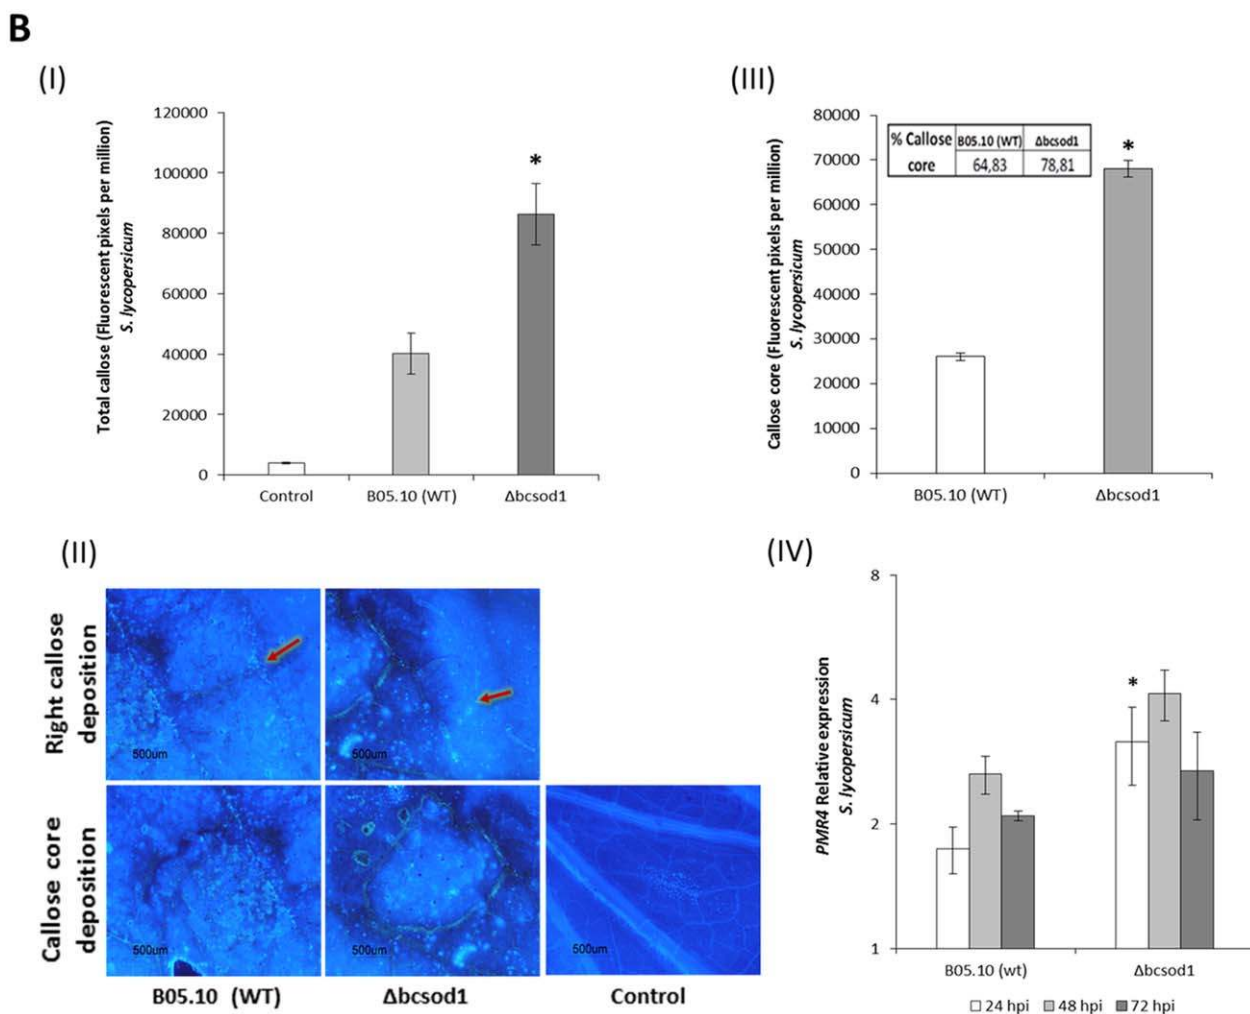 B
(I)
Total callose (Fluorescent pixels per million)
S. lycopersicum
120000
100000
80000
60000
40000
20000
0
*
Control
B05.10 (WT)
Δbcsod1
(III)
Callose core (Fluorescent pixels per million)
S. lycopersicum
80000
70000
60000
50000
40000
30000
20000
10000
0
% Callose core
B05.10 (WT)
Δbcsod1
64,83
78,81
*
B05.10 (WT)
Δbcsod1
(II)
Right callose
deposition
500um
500um
Callose core
deposition
500um
500um
500um
B05.10 (WT)
Δbcsod1
Control
(IV)
PMR4 Relative expression
S. lycopersicum
8
4
2
1
*
B05.10 (wt)
Δbcsod1
24 hpi
48 hpi
72 hpi